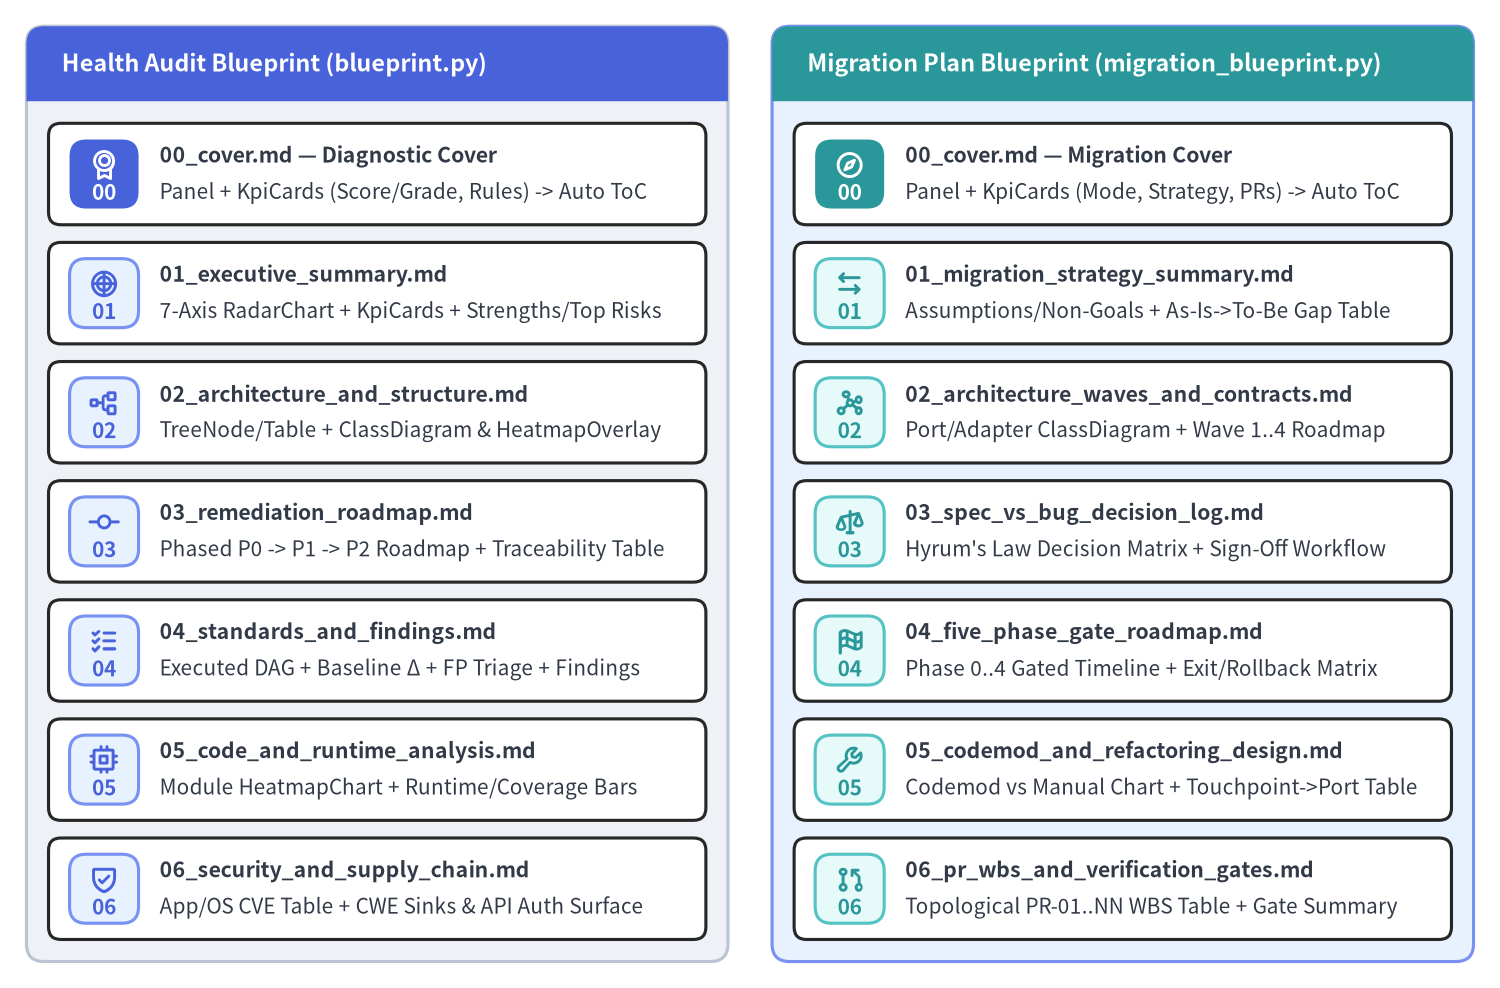 Health Audit Blueprint (blueprint.py)
00
00_cover.md — Diagnostic Cover
Panel + KpiCards (Score/Grade, Rules) -> Auto ToC
01
01_executive_summary.md
7-Axis RadarChart + KpiCards + Strengths/Top Risks
02
02_architecture_and_structure.md
TreeNode/Table + ClassDiagram & HeatmapOverlay
03
03_remediation_roadmap.md
Phased P0 -> P1 -> P2 Roadmap + Traceability Table
04
04_standards_and_findings.md
Executed DAG + Baseline Δ + FP Triage + Findings
05
05_code_and_runtime_analysis.md
Module HeatmapChart + Runtime/Coverage Bars
06
06_security_and_supply_chain.md
App/OS CVE Table + CWE Sinks & API Auth Surface
Migration Plan Blueprint (migration_blueprint.py)
00
00_cover.md — Migration Cover
Panel + KpiCards (Mode, Strategy, PRs) -> Auto ToC
01
01_migration_strategy_summary.md
Assumptions/Non-Goals + As-Is->To-Be Gap Table
02
02_architecture_waves_and_contracts.md
Port/Adapter ClassDiagram + Wave 1..4 Roadmap
03
03_spec_vs_bug_decision_log.md
Hyrum's Law Decision Matrix + Sign-Off Workflow
04
04_five_phase_gate_roadmap.md
Phase 0..4 Gated Timeline + Exit/Rollback Matrix
05
05_codemod_and_refactoring_design.md
Codemod vs Manual Chart + Touchpoint->Port Table
06
06_pr_wbs_and_verification_gates.md
Topological PR-01..NN WBS Table + Gate Summary